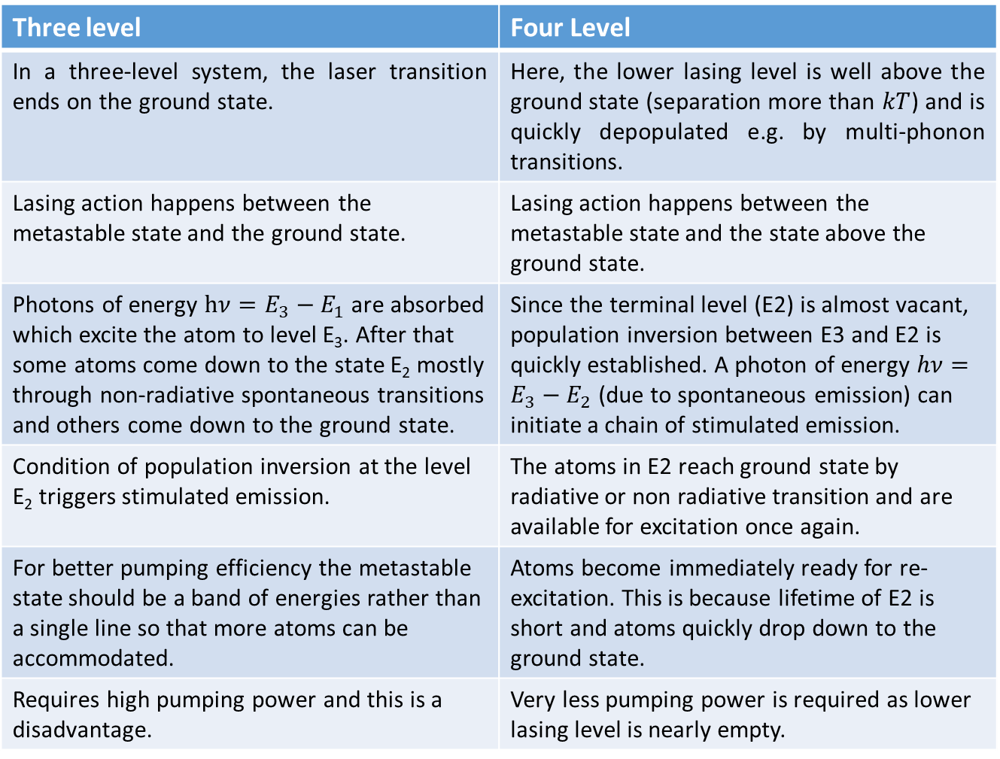 Three level
Four Level
In a three-level system, the laser transition
ends on the ground state.
Here, the lower lasing level is well above the
ground state (separation more than kT) and is
quickly depopulated e.g. by multi-phonon
transitions.
Lasing action happens between the
metastable state and the ground state.
Lasing action happens between the
metastable state and the state above the
ground state.
Photons of energy hν = E₃ − E₁ are absorbed
which excite the atom to level E₃. After that
some atoms come down to the state E₂ mostly
through non-radiative spontaneous transitions
and others come down to the ground state.
Since the terminal level (E2) is almost vacant,
population inversion between E3 and E2 is
quickly established. A photon of energy hν =
E₃ − E₂ (due to spontaneous emission) can
initiate a chain of stimulated emission.
Condition of population inversion at the level
E₂ triggers stimulated emission.
The atoms in E2 reach ground state by
radiative or non radiative transition and are
available for excitation once again.
For better pumping efficiency the metastable
state should be a band of energies rather than
a single line so that more atoms can be
accommodated.
Atoms become immediately ready for re-
excitation. This is because lifetime of E2 is
short and atoms quickly drop down to the
ground state.
Requires high pumping power and this is a
disadvantage.
Very less pumping power is required as lower
lasing level is nearly empty.